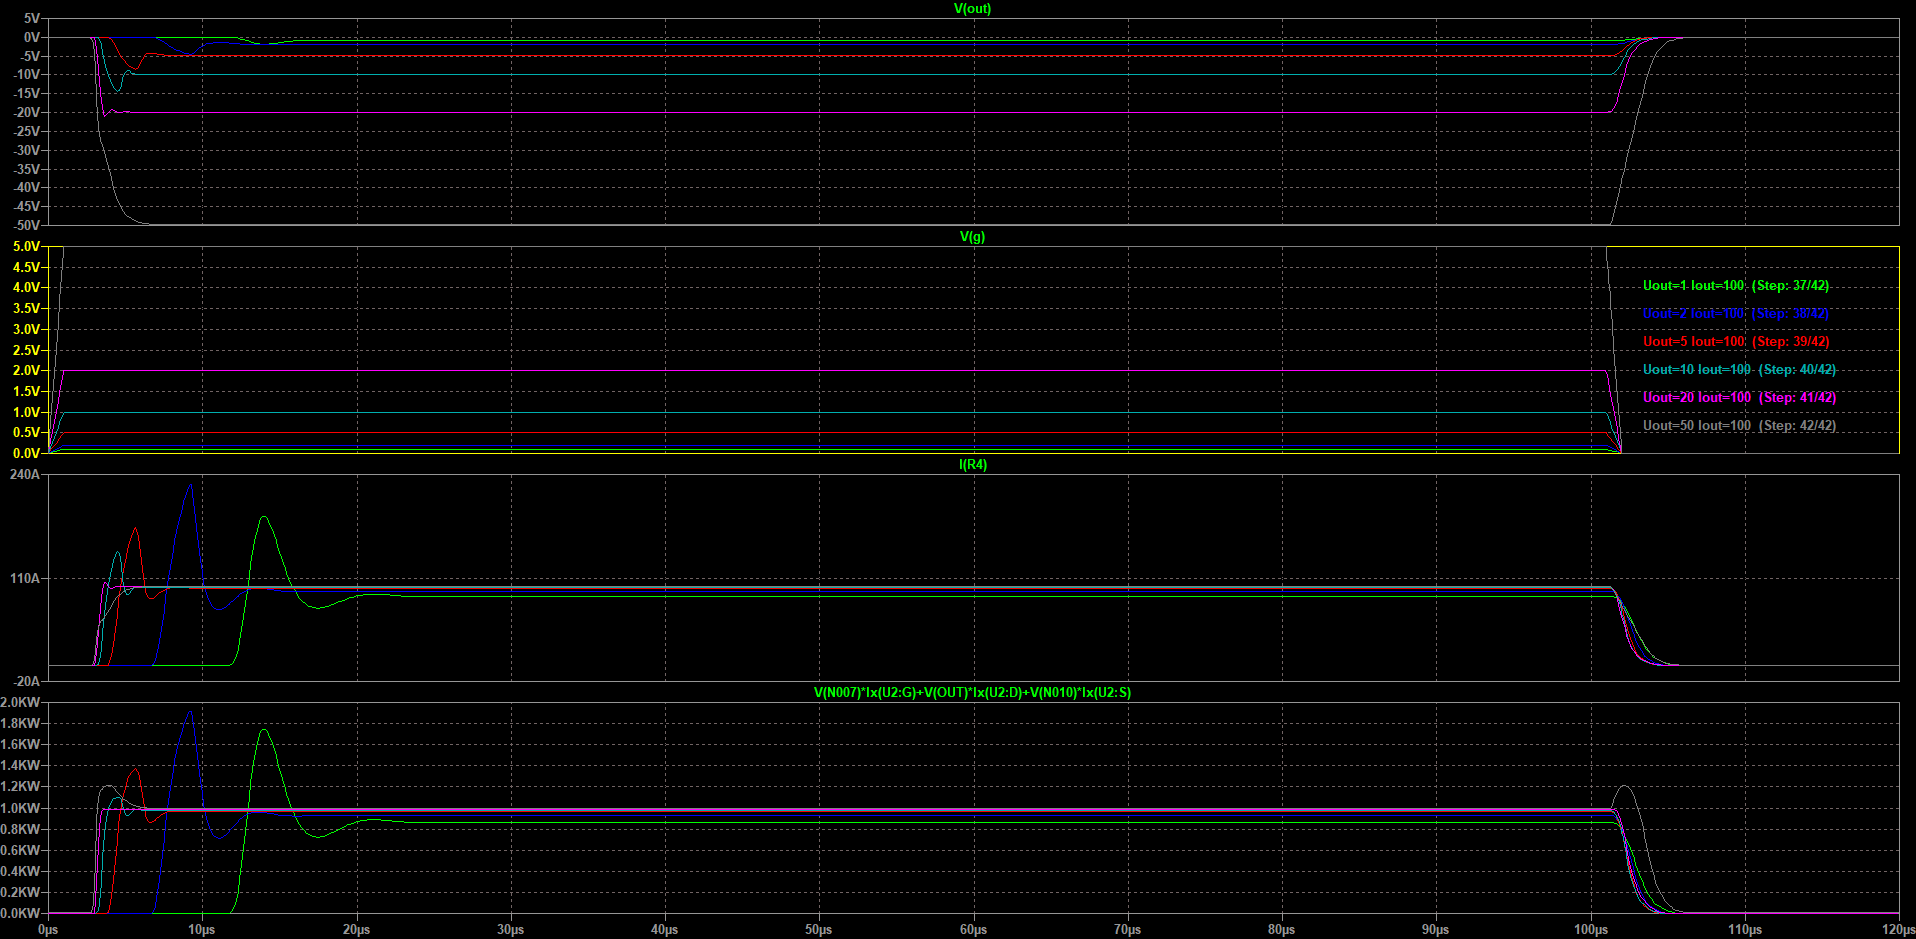 V(out)
5V
0V
-5V
-10V
-15V
-20V
-25V
-30V
-35V
-40V
-45V
-50V
V(g)
5.0V
4.5V
4.0V
3.5V
3.0V
2.5V
2.0V
1.5V
1.0V
0.5V
0.0V
Uout=1 Iout=100 (Step: 37/42)
Uout=2 Iout=100 (Step: 38/42)
Uout=5 Iout=100 (Step: 39/42)
Uout=10 Iout=100 (Step: 40/42)
Uout=20 Iout=100 (Step: 41/42)
Uout=50 Iout=100 (Step: 42/42)
I(R4)
240A
110A
-20A
V(N007)*Ix(U2:G)+V(OUT)*Ix(U2:D)+V(N010)*Ix(U2:S)
2.0KW
1.8KW
1.6KW
1.4KW
1.2KW
1.0KW
0.8KW
0.6KW
0.4KW
0.2KW
0.0KW
0µs 10µs 20µs 30µs 40µs 50µs 60µs 70µs 80µs 90µs 100µs 110µs 120µs